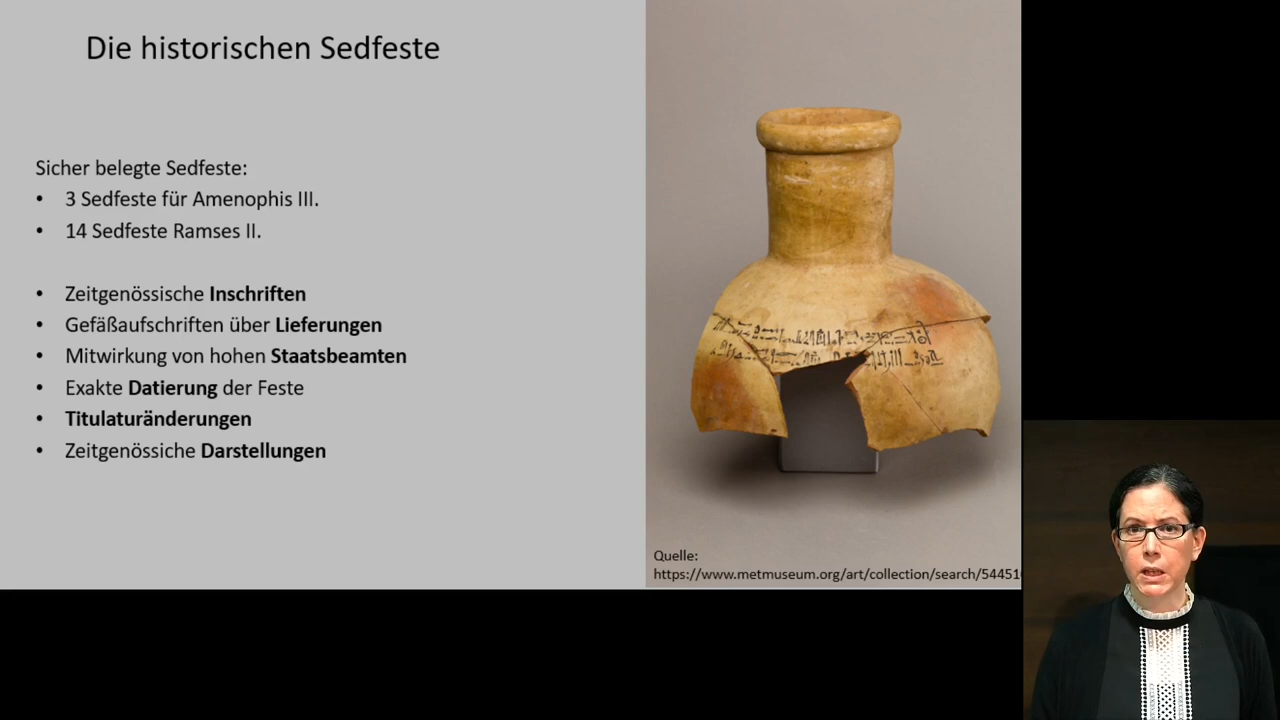 Die historischen Sedfeste
Sicher belegte Sedfeste:
• 3 Sedfeste für Amenophis III.
• 14 Sedfeste Ramses II.
• Zeitgenössische Inschriften
• Gefäßaufschriften über Lieferungen
• Mitwirkung von hohen Staatsbeamten
• Exakte Datierung der Feste
• Titulaturänderungen
• Zeitgenössiche Darstellungen
Quelle:
https://www.metmuseum.org/art/collection/search/54451